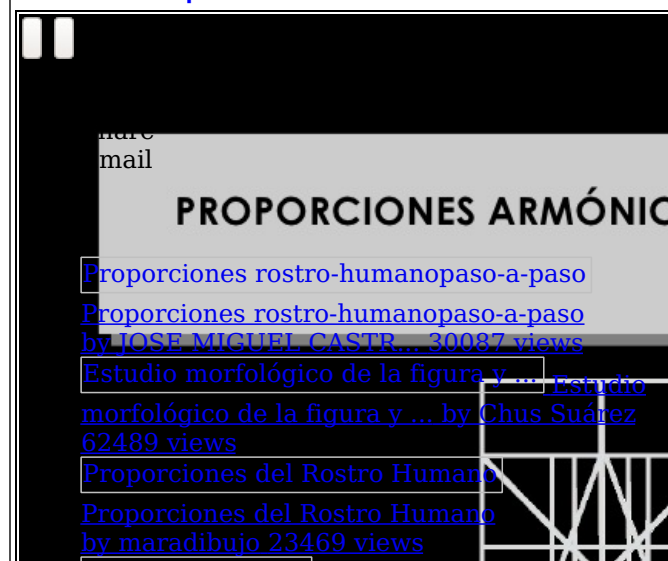 mail
PROPORCIONES
Proporciones rostro-humanopaso-a-paso
Proporciones rostro-humanopaso-a-paso
by JOSE MIGUEL CASTR... 30087 views
Estudio morfológico de la figura y ... Estudio
morfológico de la figura y ... by Chus Suárez
62489 views
Proporciones del Rostro Humano
Proporciones del Rostro Humano
by maradibujo 23469 views